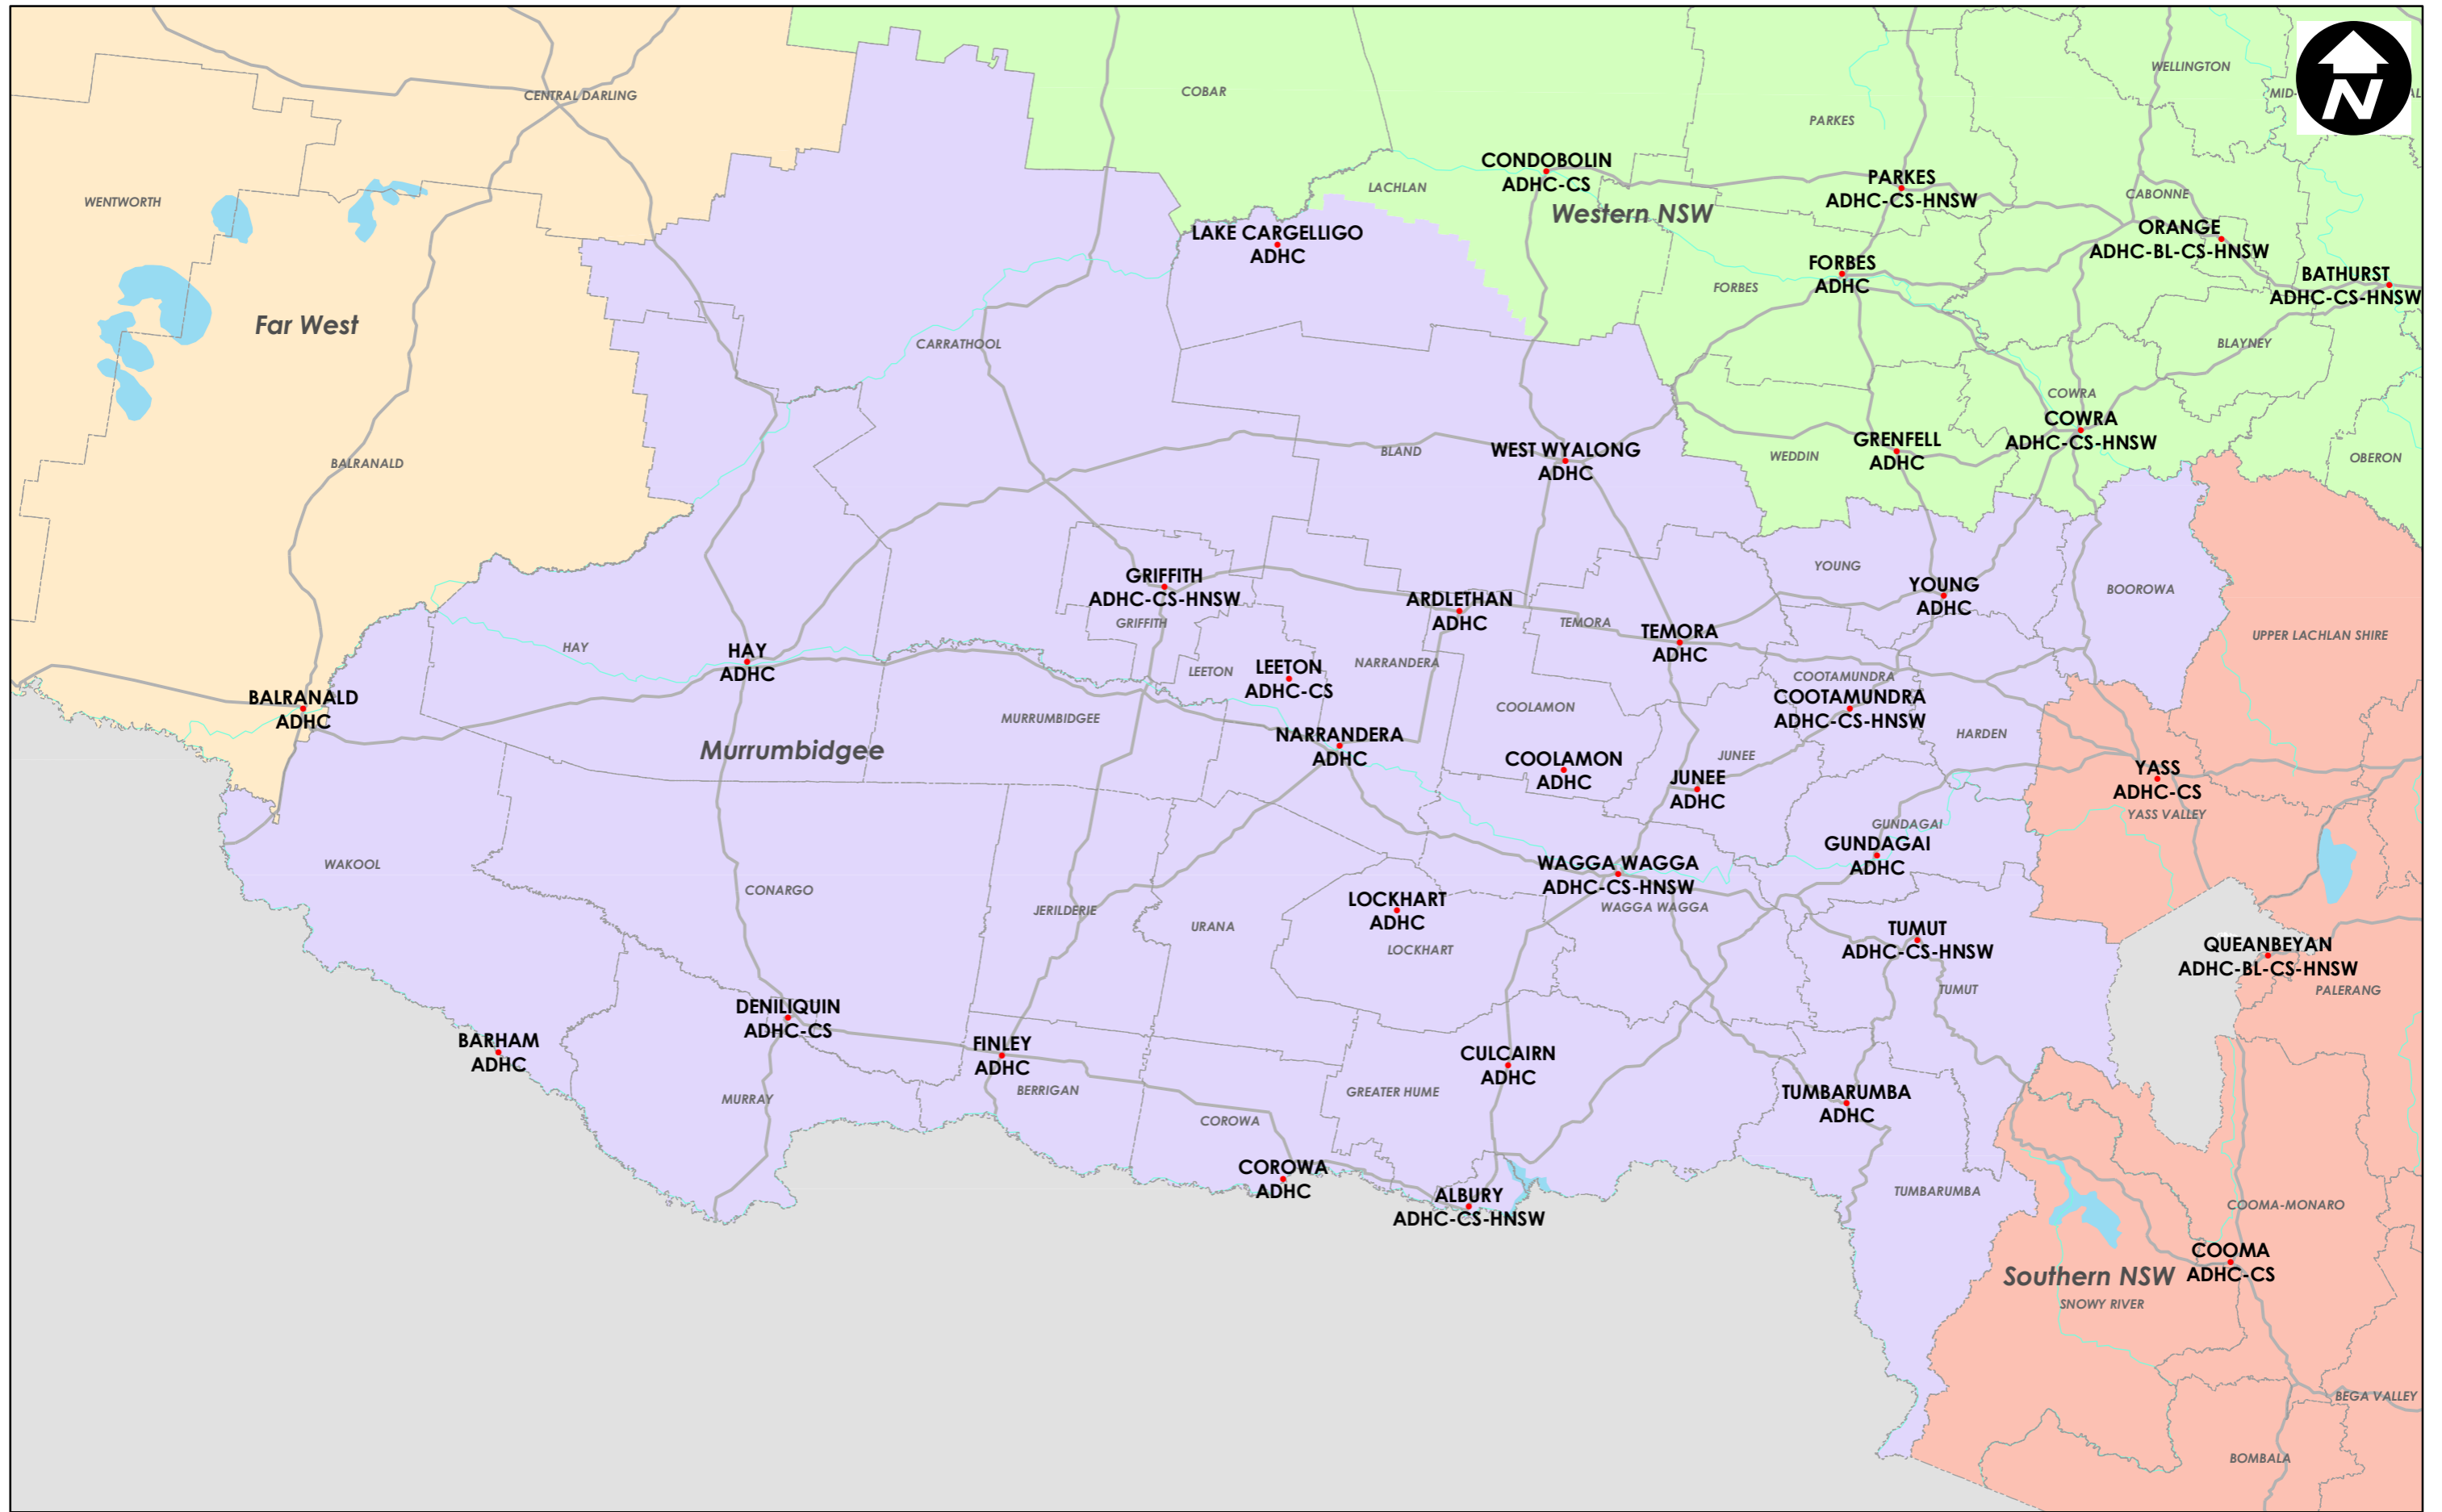 CENTRAL DARLING
COBAR
WELLINGTON
MID-
N
PARKES
WENTWORTH
CONDOBOLIN
ADHC-CS
LACHLAN
Western NSW
PARKES
ADHC-CS-HNSW
CABONNE
LAKE CARGELLIGO
ADHC
ORANGE
ADHC-BL-CS-HNSW
FORBES
ADHC
FORBES
BATHURST
ADHC-CS-HNSW
Far West
CARRATHOOL
BLAYNEY
COWRA
COWRA
ADHC-CS-HNSW
BALRANALD
BLAND
WEST WYALONG
ADHC
WEDDIN
GRENFELL
ADHC
OBERON
GRIFFITH
ADHC-CS-HNSW
GRIFFITH
ARDLETHAN
ADHC
YOUNG
YOUNG
ADHC
BOOROWA
TEMORA
TEMORA
ADHC
UPPER LACHLAN SHIRE
HAY
HAY
ADHC
LEETON
LEETON
ADHC-CS
NARRANDERA
COOTAMUNDRA
COOTAMUNDRA
ADHC-CS-HNSW
BALRANALD
ADHC
MURRUMBIDGEE
COOLAMON
HARDEN
Murrumbidgee
NARRANDERA
ADHC
COOLAMON
ADHC
JUNEE
JUNEE
ADHC
YASS
ADHC-CS
YASS VALLEY
GUNDAGAI
GUNDAGAI
ADHC
WAKOOL
CONARGO
WAGGA WAGGA
ADHC-CS-HNSW
WAGGA WAGGA
JERILDERIE
URANA
LOCKHART
ADHC
LOCKHART
TUMUT
ADHC-CS-HNSW
TUMUT
QUEANBEYAN
ADHC-BL-CS-HNSW
PALERANG
DENILIQUIN
ADHC-CS
BARHAM
ADHC
FINLEY
ADHC
BERRIGAN
CULCAIRN
ADHC
GREATER HUME
MURRAY
TUMBARUMBA
ADHC
COROWA
COROWA
ADHC
ALBURY
ADHC-CS-HNSW
TUMBARUMBA
COOMA-MONARO
COOMA
ADHC-CS
Southern NSW
SNOWY RIVER
BEGA VALLEY
BOMBALA